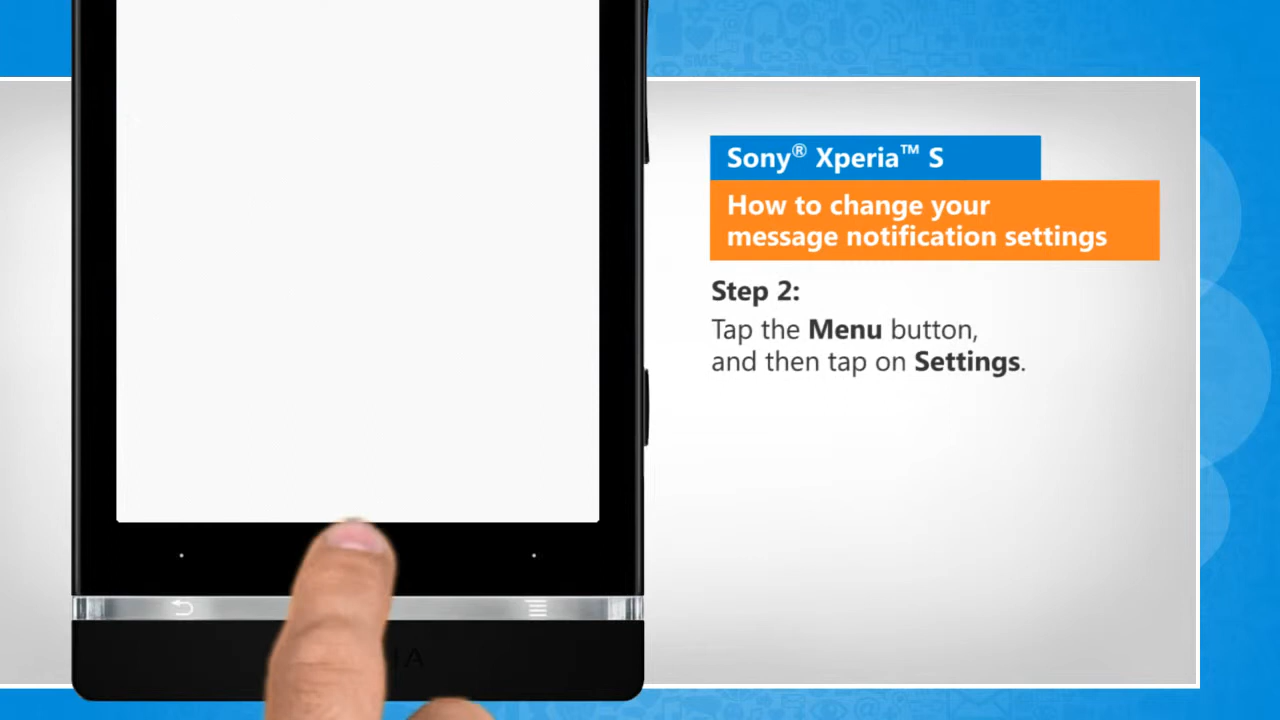 Sony® Xperia™ S
How to change your
message notification settings
Step 2:
Tap the Menu button,
and then tap on Settings.